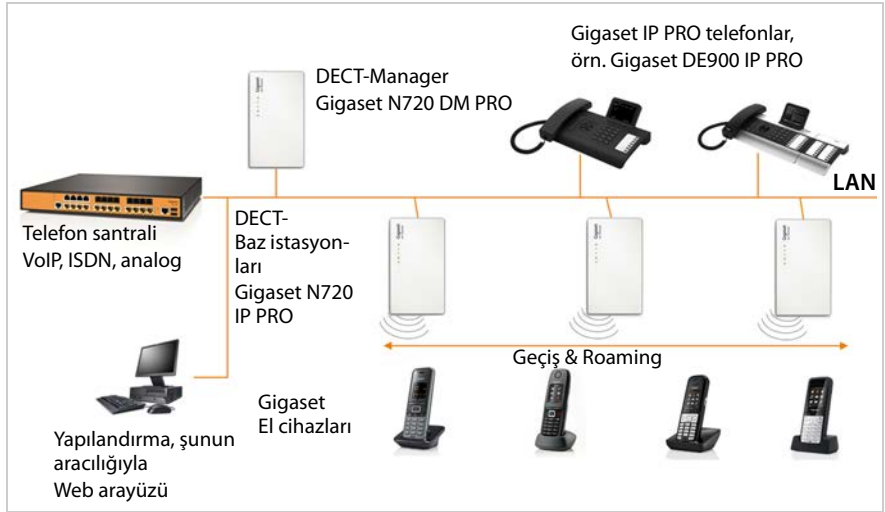 Gigaset IP PRO telefonlar,
örn. Gigaset DE900 IP PRO
DECT-Manager
Gigaset N720 DM PRO
LAN
Telefon santrali
VoIP, ISDN, analog
DECT-
Baz istasyon-
ları
Gigaset N720
IP PRO
Geçiş & Roaming
Gigaset
El cihazları
Yapılandırma, şunun
aracılığıyla
Web arayüzü